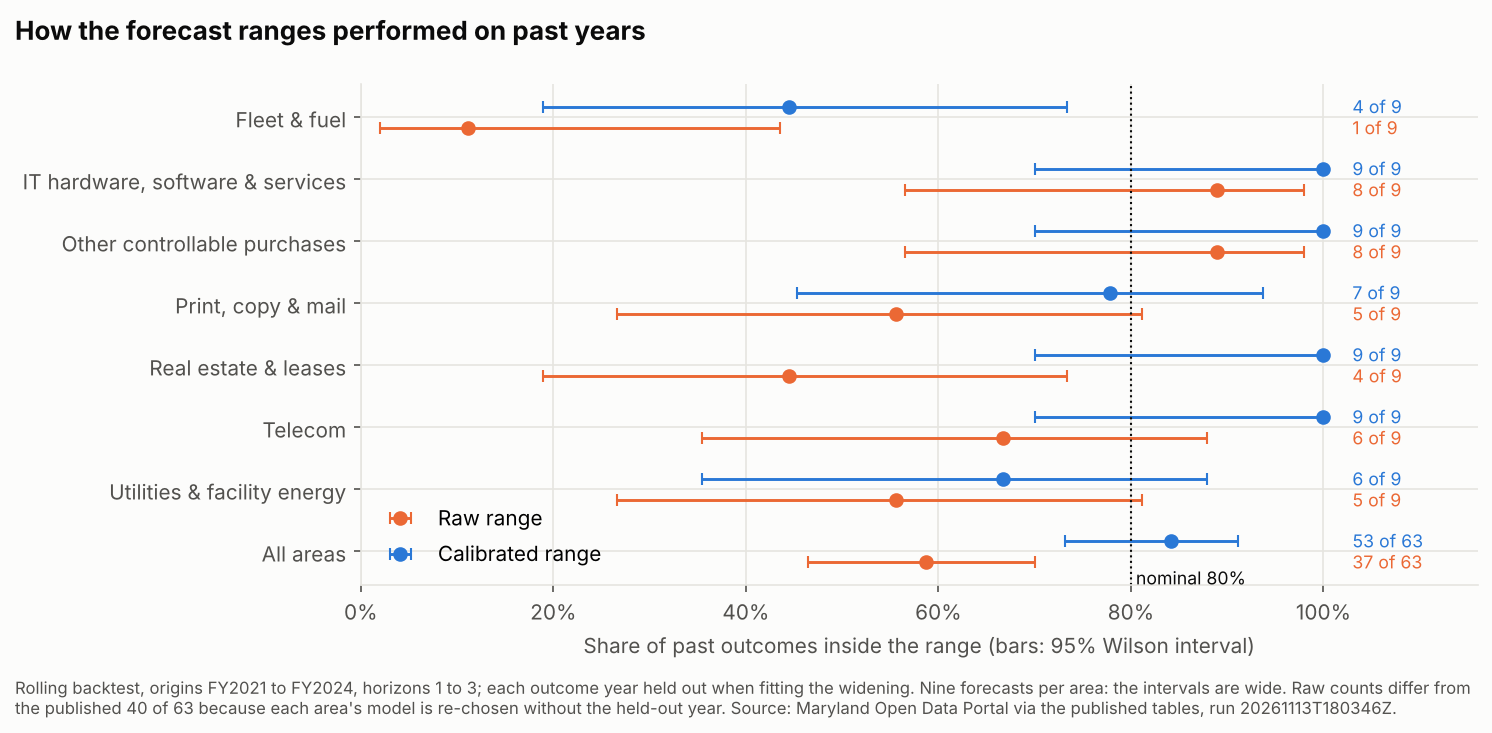 How the forecast ranges performed on past years
Fleet & fuel
4 of 9
1 of 9
IT hardware, software & services
9 of 9
8 of 9
Other controllable purchases
9 of 9
8 of 9
Print, copy & mail
7 of 9
5 of 9
Real estate & leases
9 of 9
4 of 9
Telecom
9 of 9
6 of 9
Utilities & facility energy
6 of 9
5 of 9
Raw range
Calibrated range
All areas
53 of 63
37 of 63
nominal 80%
0% 20% 40% 60% 80% 100%
Share of past outcomes inside the range (bars: 95% Wilson interval)
Rolling backtest, origins FY2021 to FY2024, horizons 1 to 3; each outcome year held out when fitting the widening. Nine forecasts per area: the intervals are wide. Raw counts differ from
the published 40 of 63 because each area's model is re-chosen without the held-out year. Source: Maryland Open Data Portal via the published tables, run 20261113T180346Z.